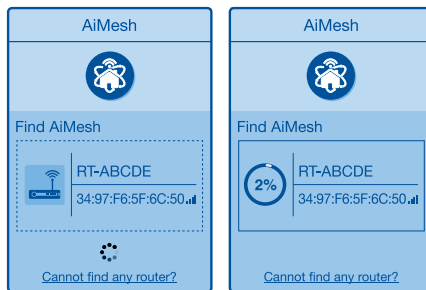 AiMesh
Find AiMesh
RT-ABCDE
34:97:F6:5F:6C:50
Cannot find any router?
AiMesh
Find AiMesh
2%
RT-ABCDE
34:97:F6:5F:6C:50
Cannot find any router?